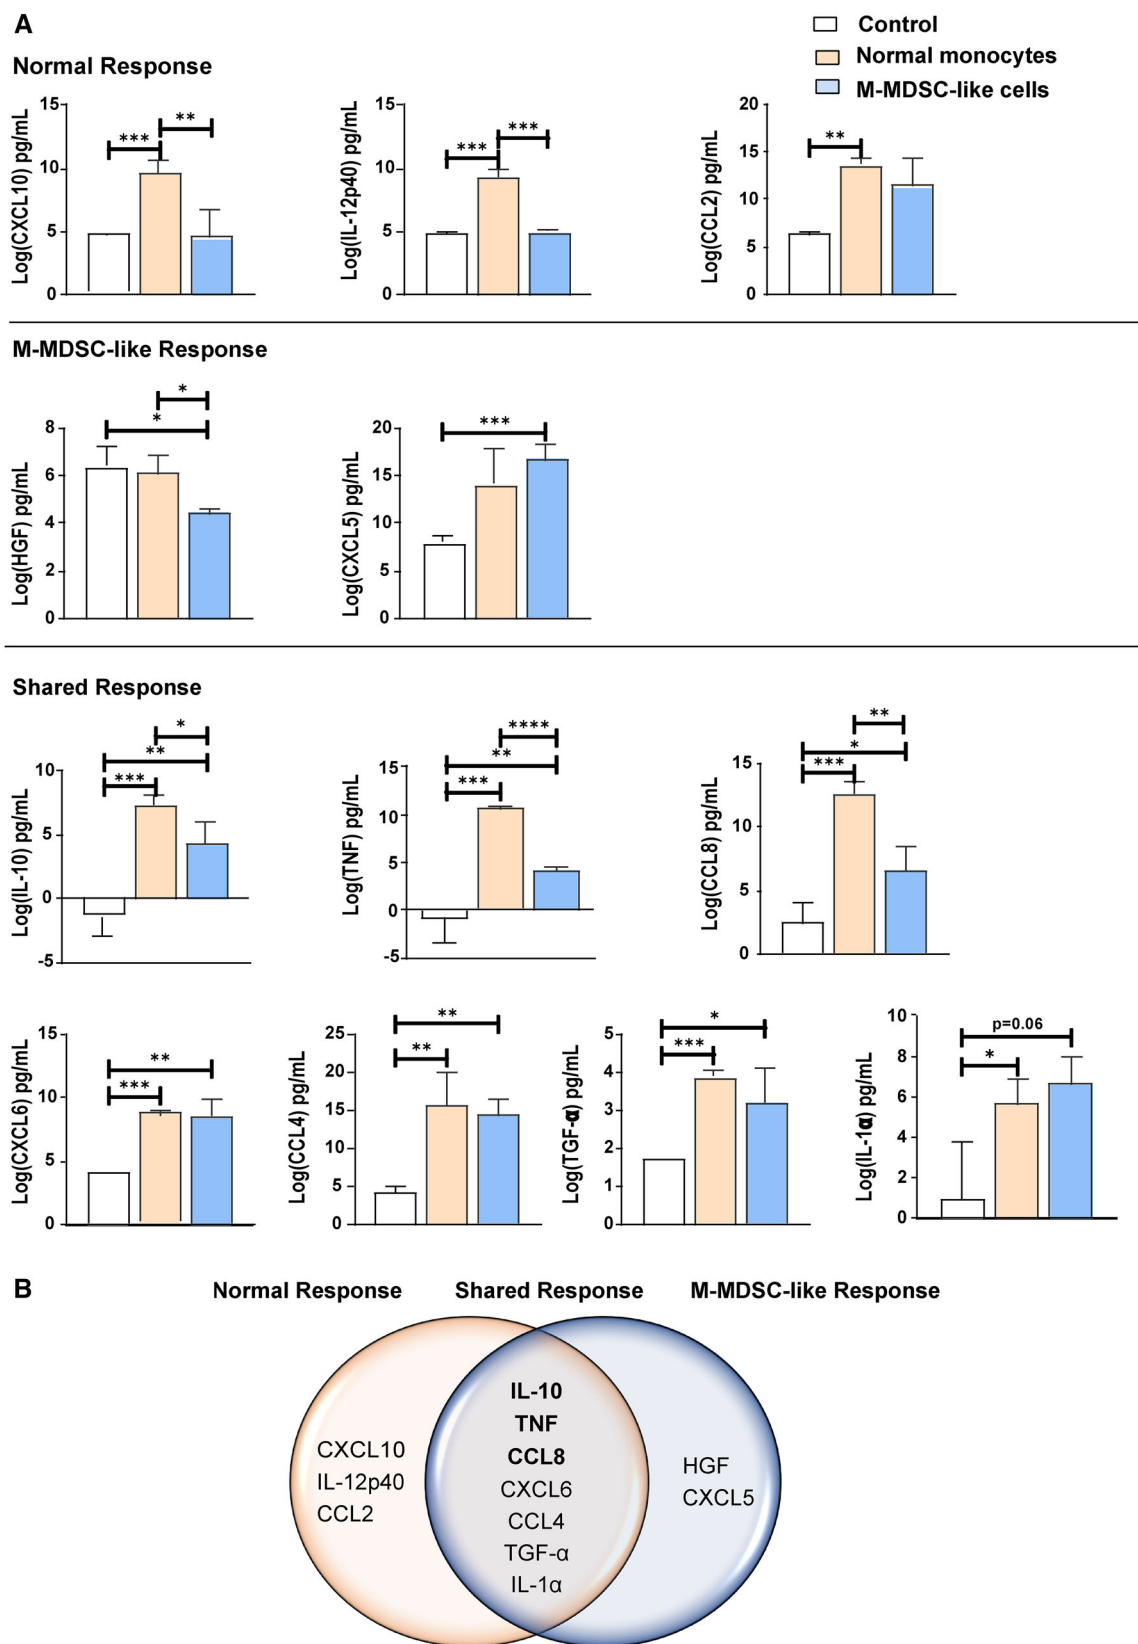 A
Control
Normal monocytes
M-MDSC-like cells
Normal Response
Log(CXCL10) pg/mL
15
10
5
0
***
**
Log(IL-12p40) pg/mL
15
10
5
0
***
***
Log(CCL2) pg/mL
20
15
10
5
0
**
M-MDSC-like Response
Log(HGF) pg/mL
8
6
4
2
0
*
*
Log(CXCL5) pg/mL
20
15
10
5
0
***
Shared Response
Log(IL-10) pg/mL
10
5
0
-5
*
**
***
Log(TNF) pg/mL
15
10
5
0
-5
****
**
***
Log(CCL8) pg/mL
15
10
5
0
**
*
***
Log(CXCL6) pg/mL
15
10
5
0
**
***
Log(CCL4) pg/mL
25
20
15
10
5
0
**
**
Log(TGF-α) pg/mL
5
4
3
2
1
0
*
***
Log(IL-1α) pg/mL
10
8
6
4
2
0
p=0.06
*
B
Normal Response
Shared Response
M-MDSC-like Response
CXCL10
IL-12p40
CCL2
IL-10
TNF
CCL8
CXCL6
CCL4
TGF-α
IL-1α
HGF
CXCL5